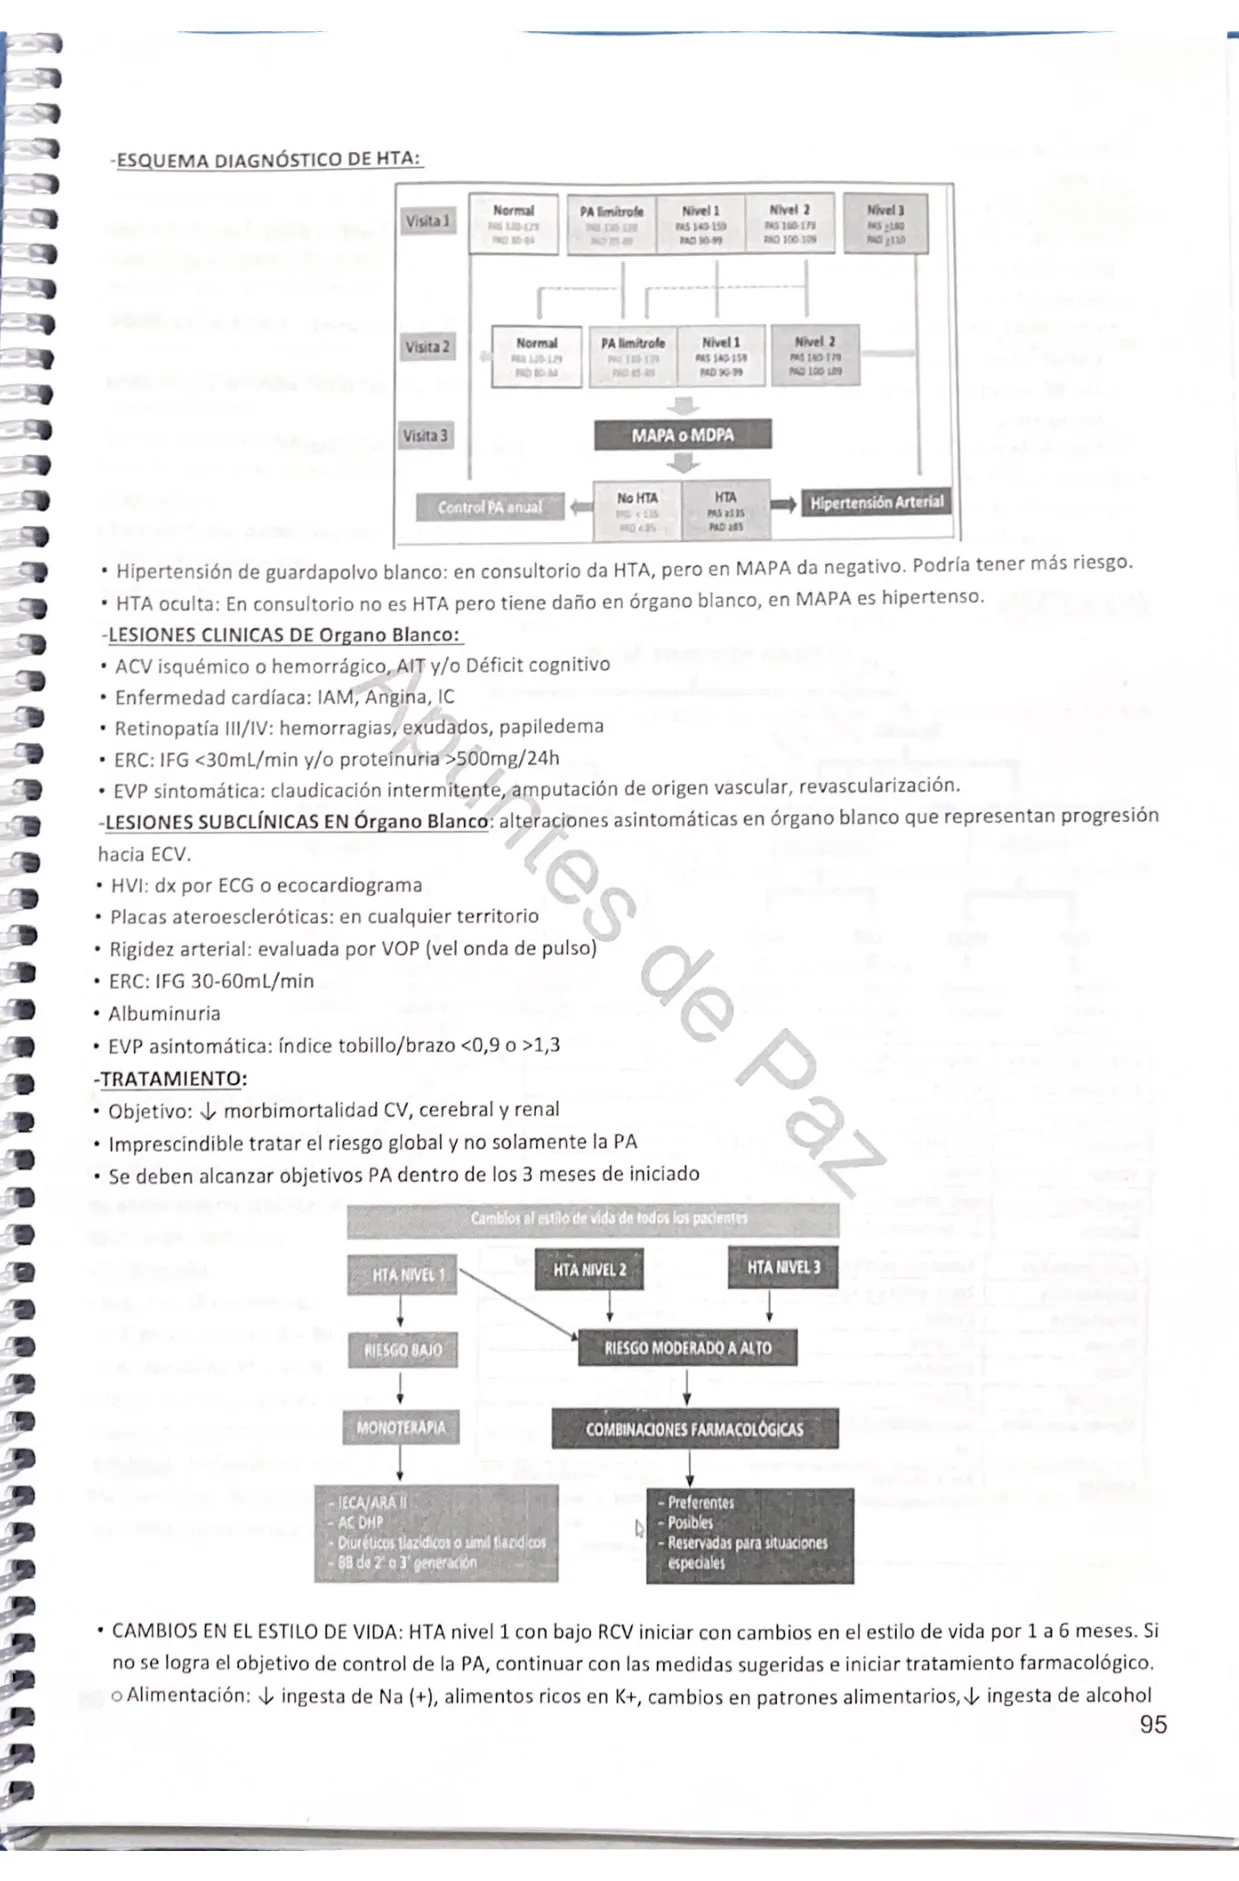 -ESQUEMA DIAGNÓSTICO DE HTA:
Visita 1
Normal
PA limítrofe
Nivel 1
PAS 140-159
PAD 90-99
Nivel 2
PAS 160-179
PAD 100-109
Nivel 3
PAS ≥180
PAD ≥110
Visita 2
Normal
PA limítrofe
Nivel 1
PAS 140-159
PAD 90-99
Nivel 2
PAS 160-179
PAD 100-109
Visita 3
MAPA o MDPA
Control PA anual
No HTA
HTA
PAS ≥135
PAD ≥85
Hipertensión Arterial
• Hipertensión de guardapolvo blanco: en consultorio da HTA, pero en MAPA da negativo. Podría tener más riesgo.
• HTA oculta: En consultorio no es HTA pero tiene daño en órgano blanco, en MAPA es hipertenso.
-LESIONES CLINICAS DE Organo Blanco:
• ACV isquémico o hemorrágico, AIT y/o Déficit cognitivo
• Enfermedad cardíaca: IAM, Angina, IC
• Retinopatía III/IV: hemorragias, exudados, papiledema
• ERC: IFG <30mL/min y/o proteinuria >500mg/24h
• EVP sintomática: claudicación intermitente, amputación de origen vascular, revascularización.
-LESIONES SUBCLÍNICAS EN Órgano Blanco: alteraciones asintomáticas en órgano blanco que representan progresión
hacia ECV.
• HVI: dx por ECG o ecocardiograma
• Placas ateroescleróticas: en cualquier territorio
• Rigidez arterial: evaluada por VOP (vel onda de pulso)
• ERC: IFG 30-60mL/min
• Albuminuria
• EVP asintomática: índice tobillo/brazo <0,9 o >1,3
-TRATAMIENTO:
• Objetivo: ↓ morbimortalidad CV, cerebral y renal
• Imprescindible tratar el riesgo global y no solamente la PA
• Se deben alcanzar objetivos PA dentro de los 3 meses de iniciado
Apuntes de Paz
Cambios al estilo de vida de todos los pacientes
HTA NIVEL 1
HTA NIVEL 2
HTA NIVEL 3
RIESGO BAJO
RIESGO MODERADO A ALTO
MONOTERAPIA
COMBINACIONES FARMACOLÓGICAS
- IECA/ARA II
- AC DHP
- Diuréticos tiazídicos o simil tiazidicos
- BB de 2° o 3° generación
- Preferentes
- Posibles
- Reservadas para situaciones
especiales
• CAMBIOS EN EL ESTILO DE VIDA: HTA nivel 1 con bajo RCV iniciar con cambios en el estilo de vida por 1 a 6 meses. Si
no se logra el objetivo de control de la PA, continuar con las medidas sugeridas e iniciar tratamiento farmacológico.
o Alimentación: ↓ ingesta de Na (+), alimentos ricos en K+, cambios en patrones alimentarios, ↓ ingesta de alcohol
95